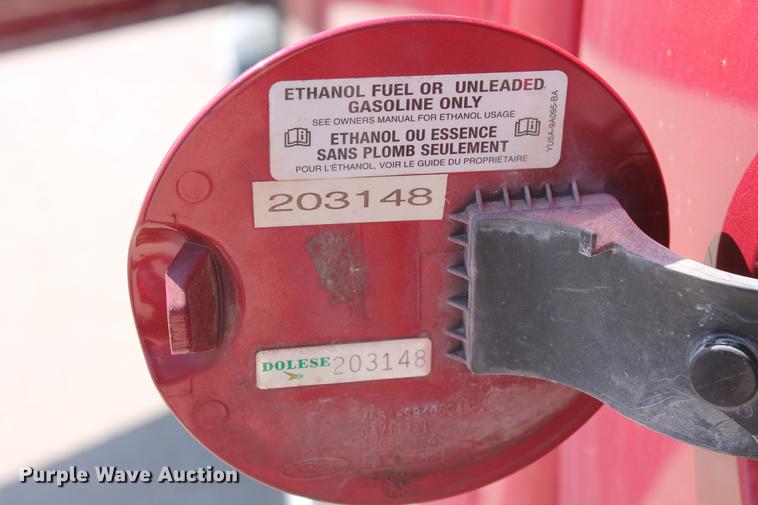 ETHANOL FUEL OR UNLEADED
GASOLINE ONLY
SEE OWNERS MANUAL FOR ETHANOL USAGE
ETHANOL OU ESSENCE
SANS PLOMB SEULEMENT
POUR L'ÉTHANOL, VOIR LE GUIDE DU PROPRIÉTAIRE
YU5A-9A095-BA
203148
DOLESE 203148
Purple Wave Auction